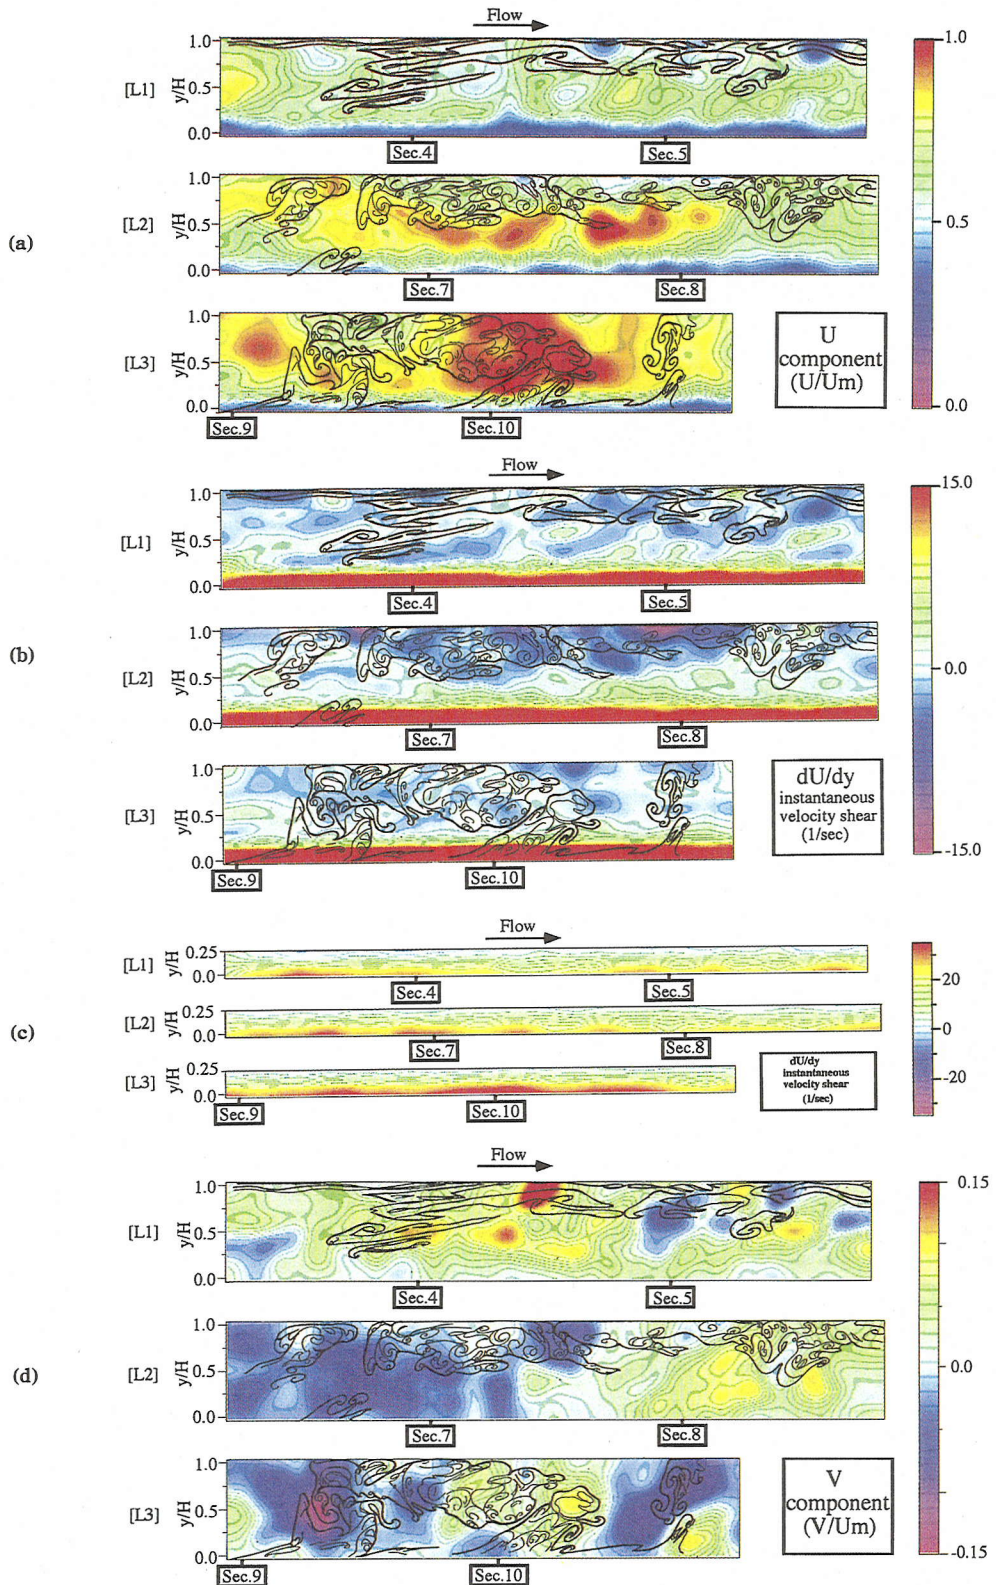 Flow
1.0
[L1] y/H 0.5
0.0
Sec.4 Sec.5
1.0
(a) [L2] y/H 0.5
0.0
Sec.7 Sec.8
1.0
[L3] y/H 0.5
0.0
Sec.9 Sec.10
U
component
(U/Um)
1.0
0.5
0.0
Flow
1.0
[L1] y/H 0.5
0.0
Sec.4 Sec.5
1.0
(b) [L2] y/H 0.5
0.0
Sec.7 Sec.8
1.0
[L3] y/H 0.5
0.0
Sec.9 Sec.10
dU/dy
instantaneous
velocity shear
(1/sec)
15.0
0.0
-15.0
Flow
0.25
[L1] y/H
0.0
Sec.4 Sec.5
0.25
(c) [L2] y/H
0.0
Sec.7 Sec.8
0.25
[L3] y/H
0.0
Sec.9 Sec.10
dU/dy
instantaneous
velocity shear
(1/sec)
20
0
-20
Flow
1.0
[L1] y/H 0.5
0.0
Sec.4 Sec.5
1.0
(d) [L2] y/H 0.5
0.0
Sec.7 Sec.8
1.0
[L3] y/H 0.5
0.0
Sec.9 Sec.10
V
component
(V/Um)
0.15
0.0
-0.15